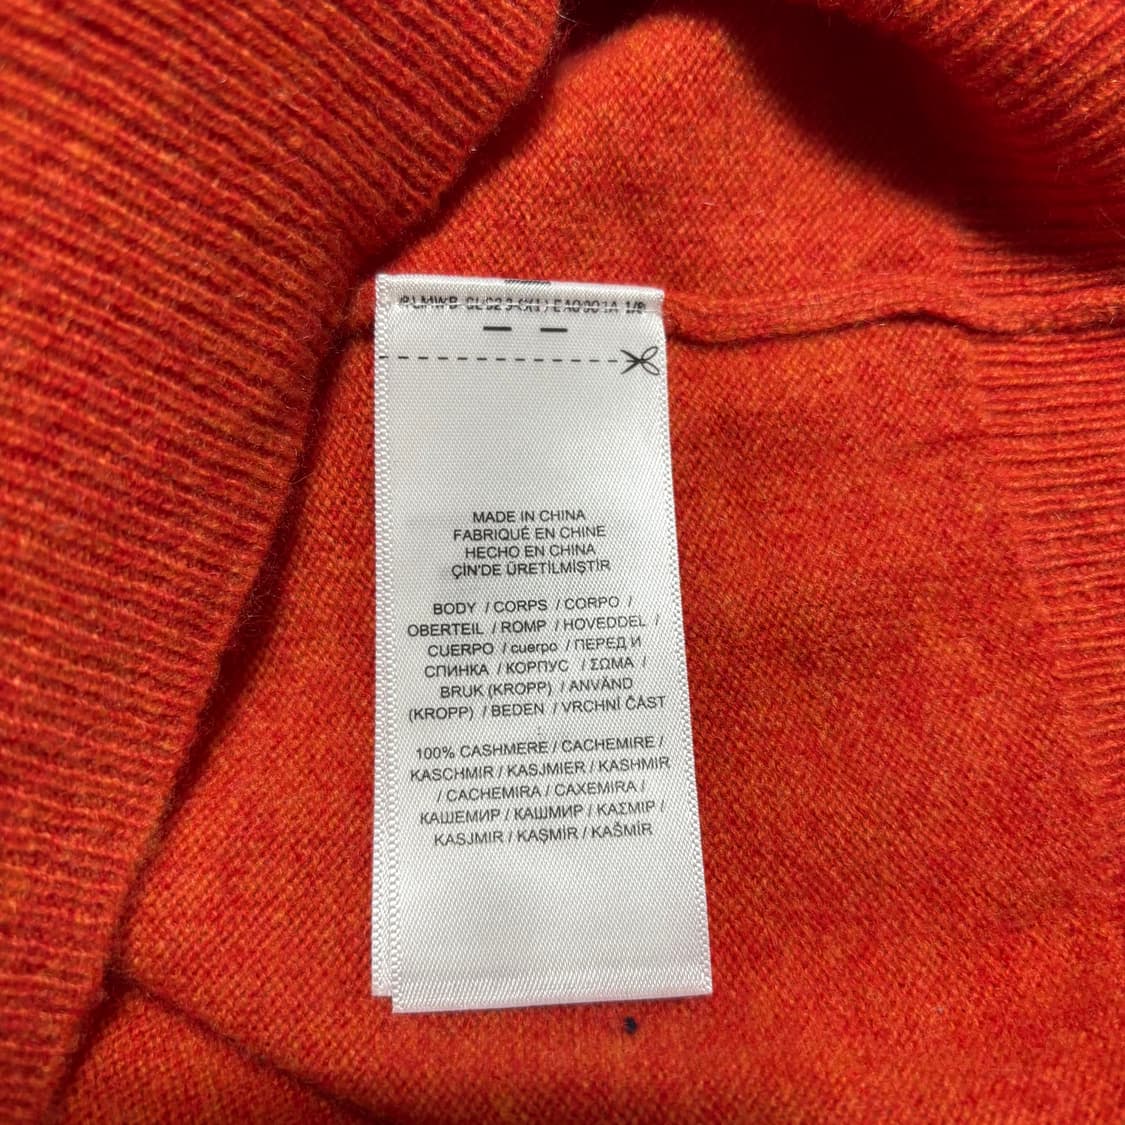 MADE IN CHINA
FABRIQUÉ EN CHINE
HECHO EN CHINA
ÇİN'DE ÜRETİLMİŞTİR
BODY / CORPS / CORPO /
OBERTEIL / ROMP / HOVEDDEL /
CUERPO / cuerpo / ПЕРЕД И
СПИНКА / КОРПУС / ΣΩΜΑ /
BRUK (KROPP) / ANVÄND
(KROPP) / BEDEN / VRCHNÍ ČÁST
100% CASHMERE / CACHEMIRE /
KASCHMIR / KASJMIER / KASHMIR
/ CACHEMIRA / CAXEMIRA /
КАШЕМИР / КАШМИР / ΚΑΣΜΙΡ /
KASJMIR / KAŞMİR / KAŠMÍR